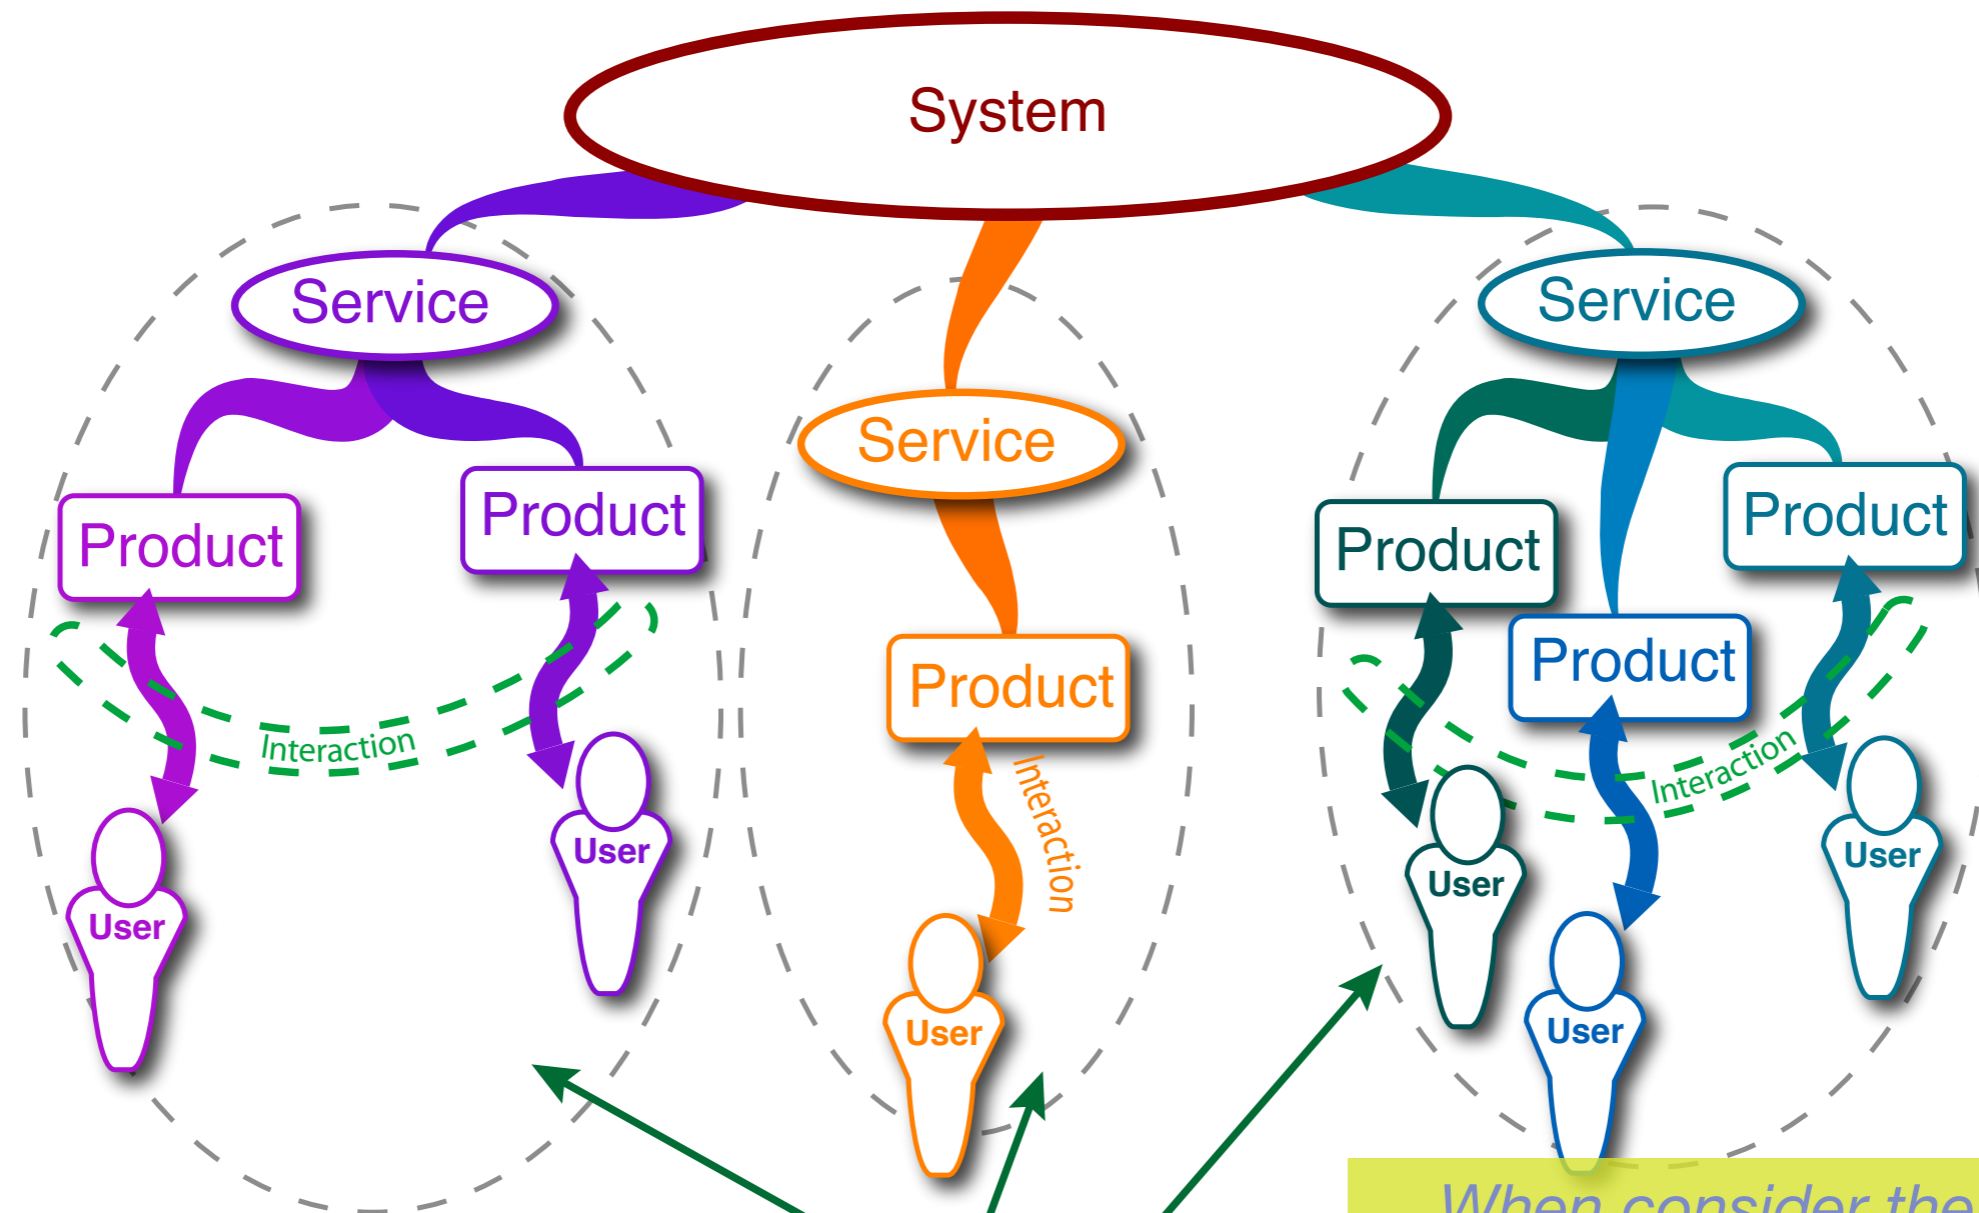 System
Service
Product
Product
Interaction
User
User
Service
Product
Interaction
User
Service
Product
Product
Product
Interaction
User
User
User
When consider the